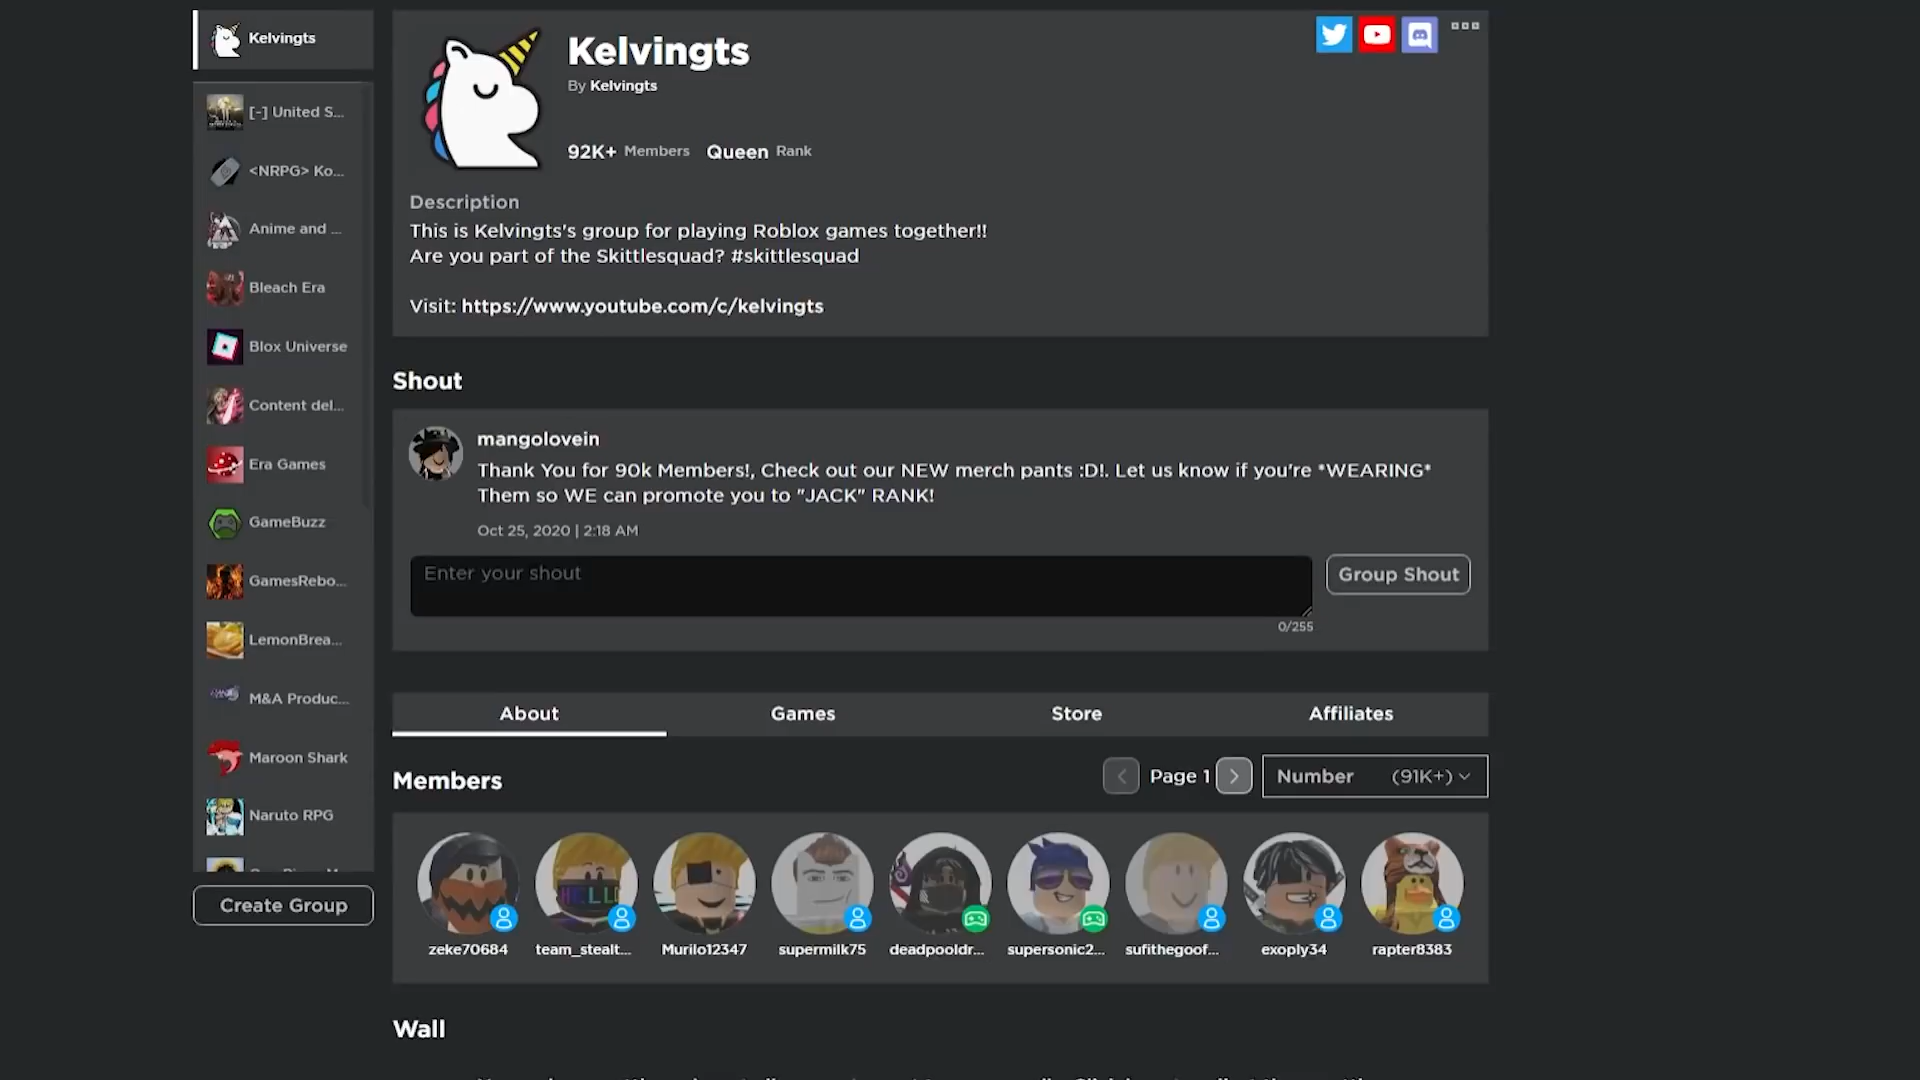 Kelvingts
[-] United S...
<NRPG> Ko...
Anime and ...
Bleach Era
Blox Universe
Content del...
Era Games
GameBuzz
GamesRebo...
LemonBrea...
M&A Produc...
Maroon Shark
Naruto RPG
Create Group
Kelvingts
By Kelvingts
92K+ Members Queen Rank
Description
This is Kelvingts's group for playing Roblox games together!!
Are you part of the Skittlesquad? #skittlesquad
Visit: https://www.youtube.com/c/kelvingts
Shout
mangolovein
Thank You for 90k Members!, Check out our NEW merch pants :D!. Let us know if you're *WEARING*
Them so WE can promote you to "JACK" RANK!
Oct 25, 2020 | 2:18 AM
Enter your shout
Group Shout
0/255
About Games Store Affiliates
Members
Page 1
Number (91K+)
zeke70684 team_stealt... Murilo12347 supermilk75 deadpooldr... supersonic2... sufithegoof... exoply34 rapter8383
Wall